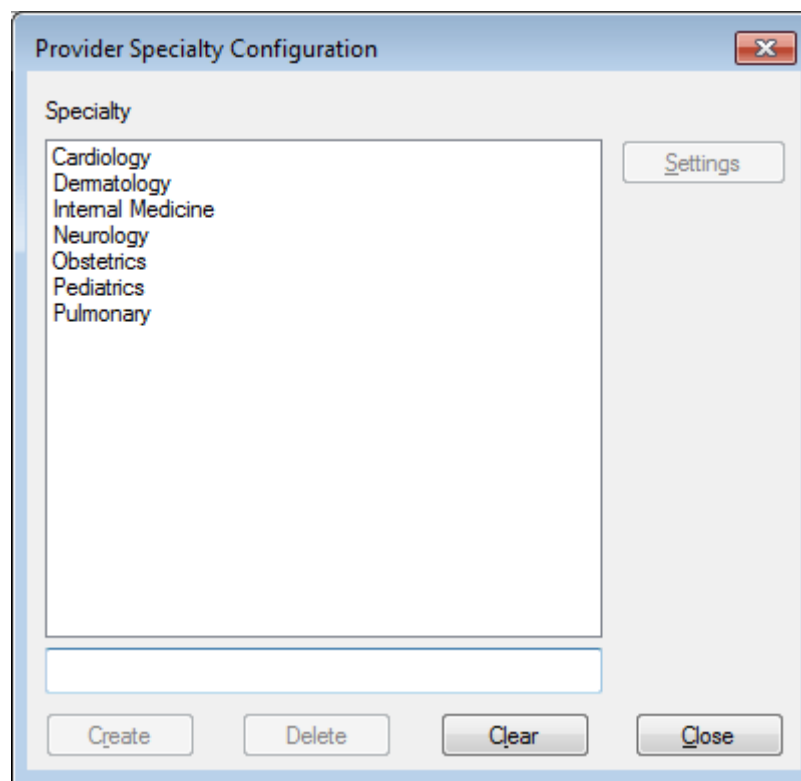 Provider Specialty Configuration
Specialty
Cardiology
Dermatology
Internal Medicine
Neurology
Obstetrics
Pediatrics
Pulmonary
Settings
Create Delete Clear Close